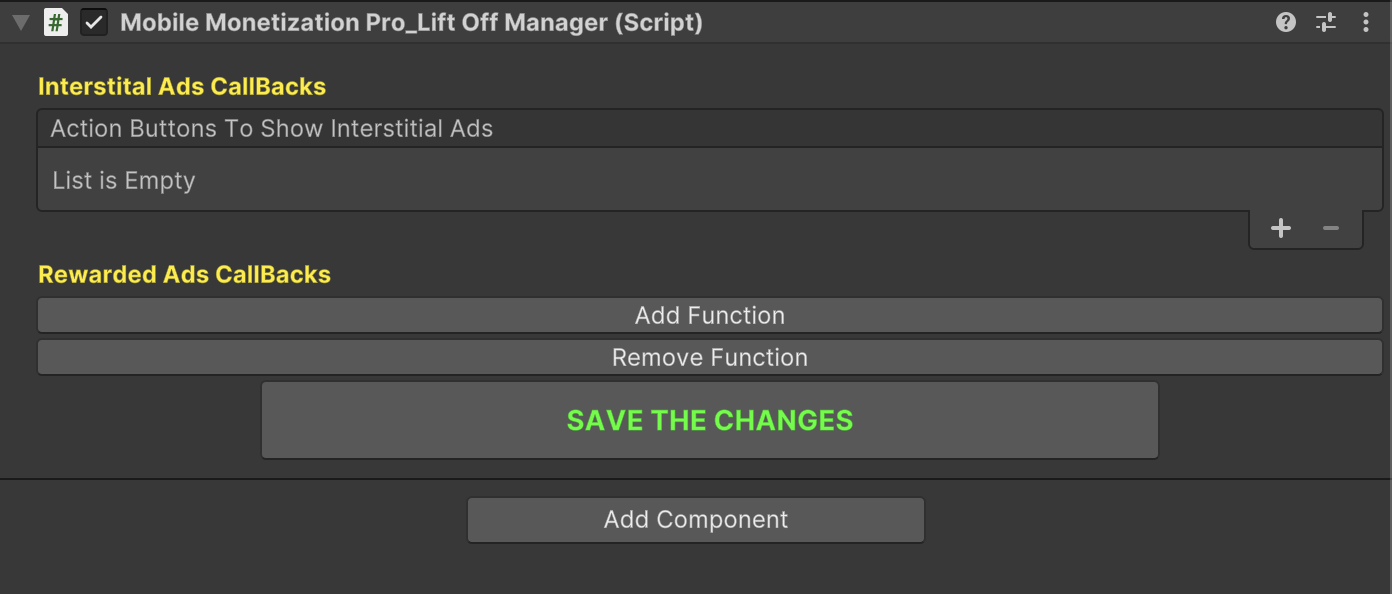 Mobile Monetization Pro_Lift Off Manager (Script)
Interstital Ads CallBacks
Action Buttons To Show Interstitial Ads
List is Empty
Rewarded Ads CallBacks
Add Function
Remove Function
SAVE THE CHANGES
Add Component